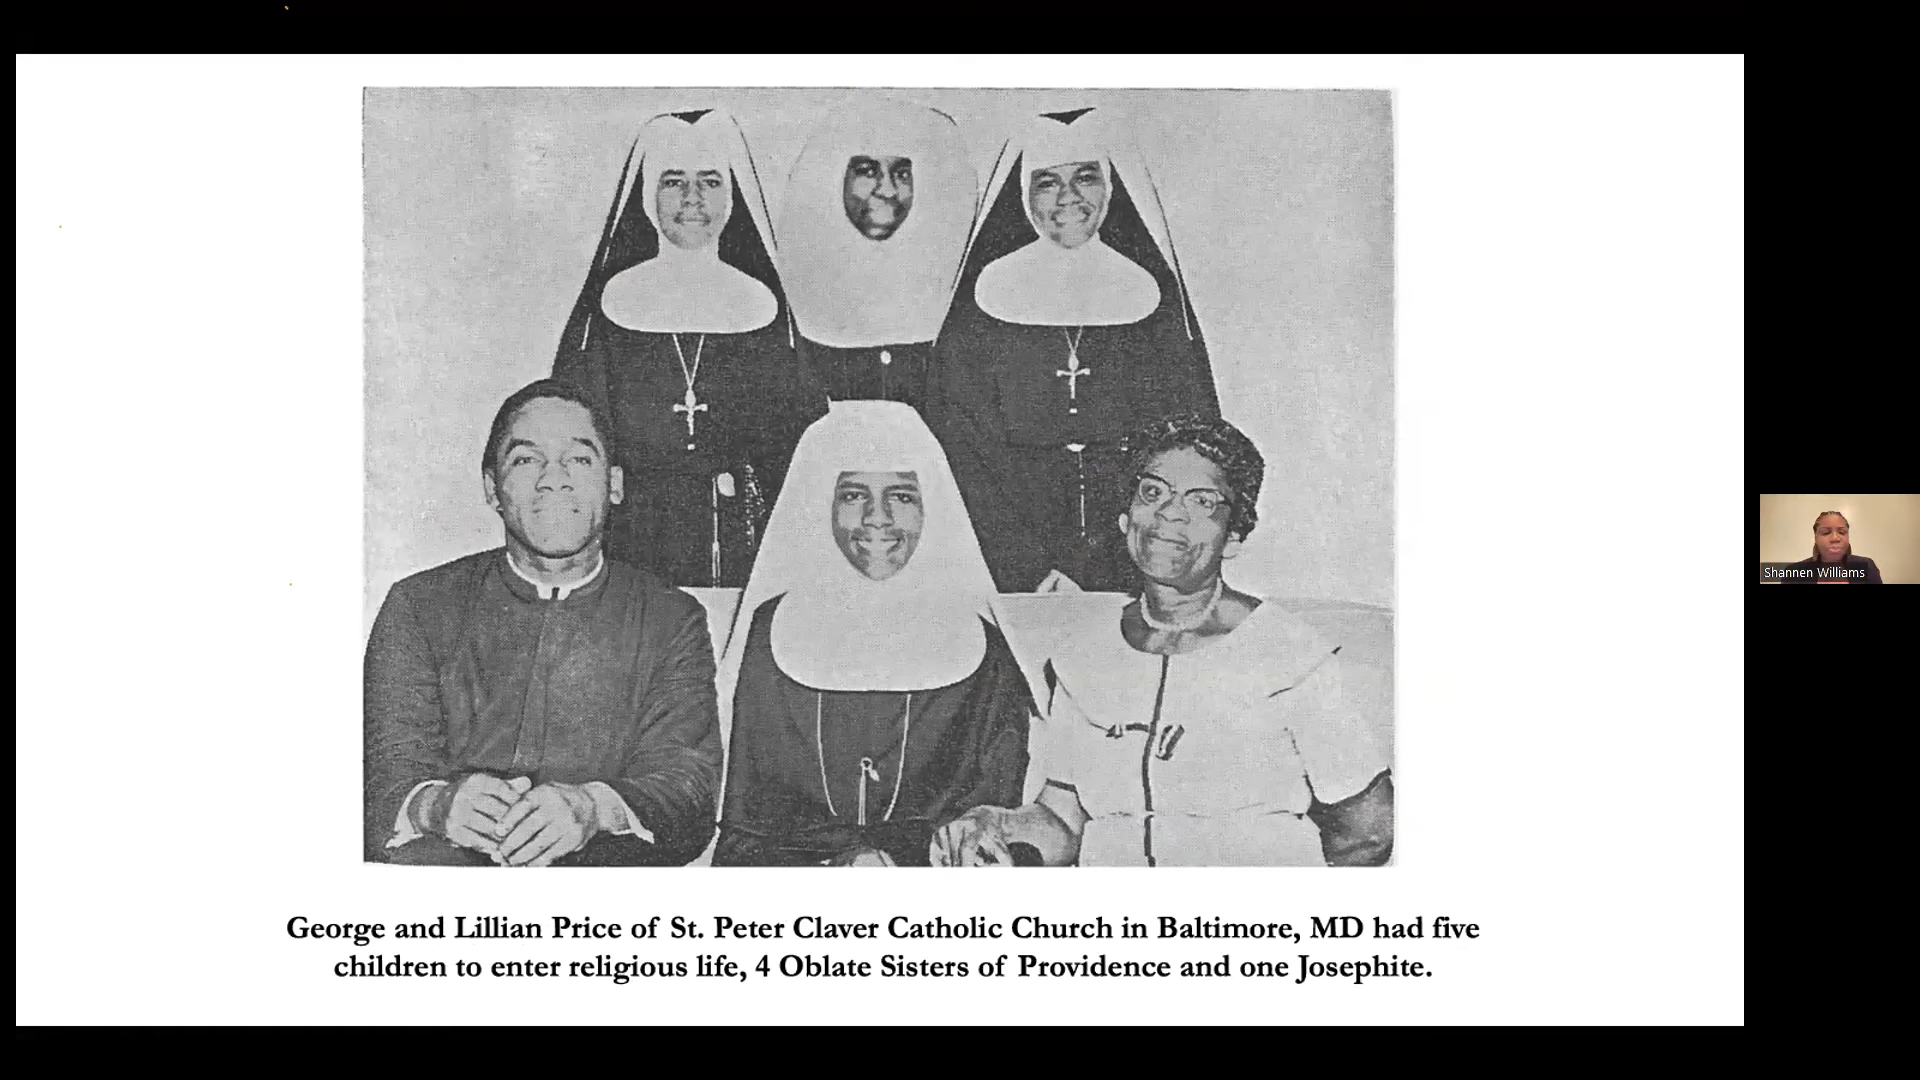 George and Lillian Price of St. Peter Claver Catholic Church in Baltimore, MD had five
children to enter religious life, 4 Oblate Sisters of Providence and one Josephite.
Shannen Williams